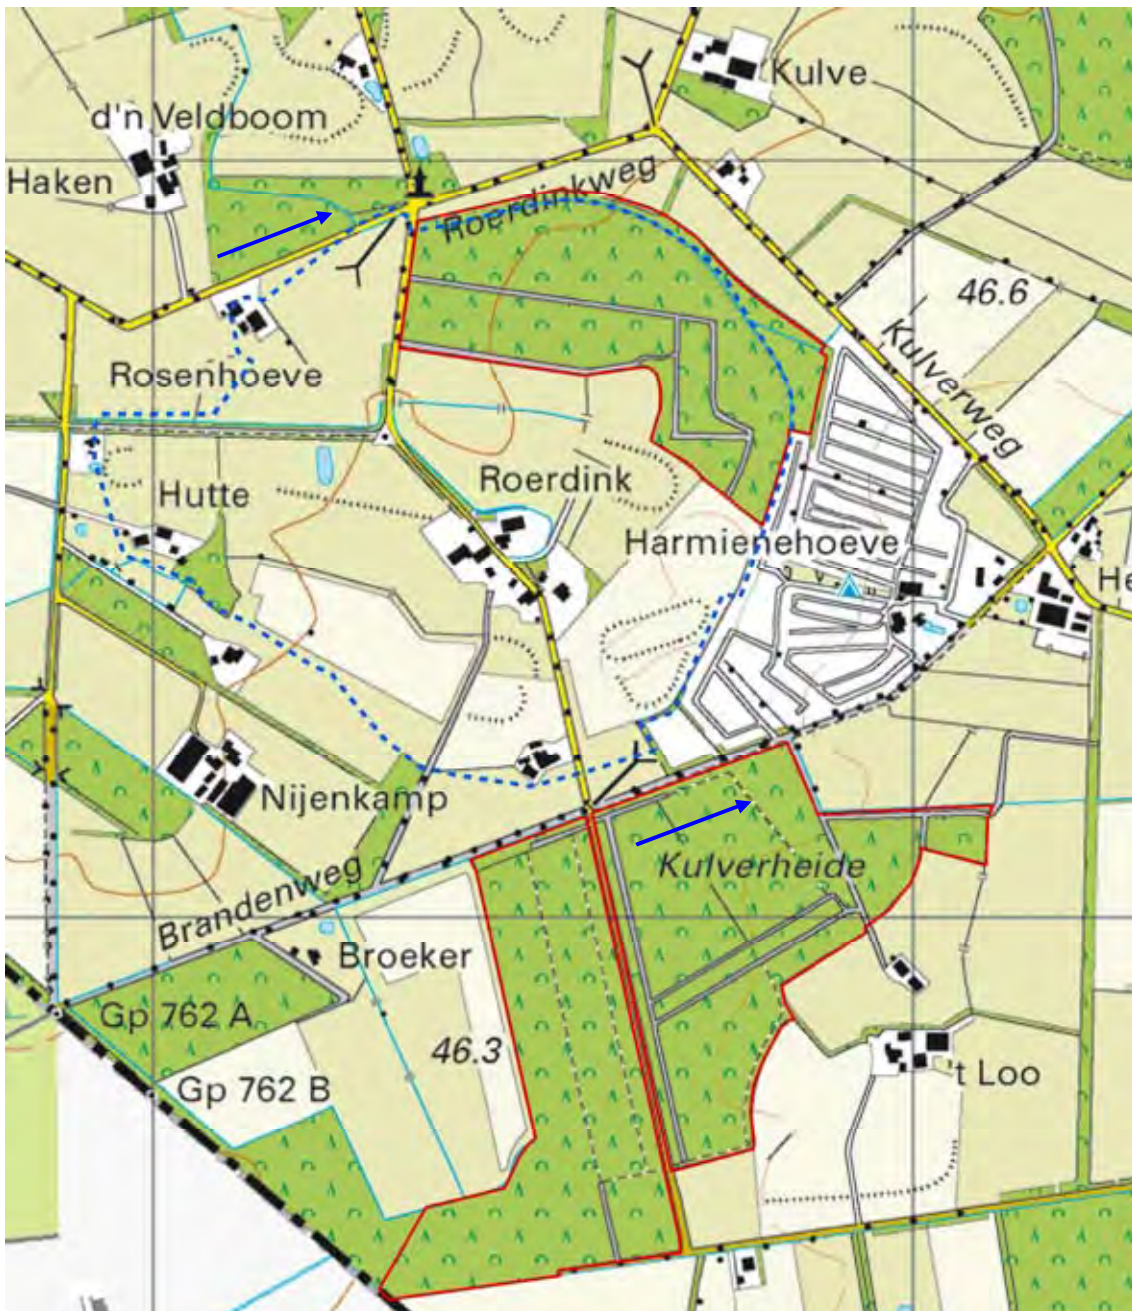 Kulve
d'n Veldboom
Haken
Roerdinkweg
46.6
Kulverweg
Rosenhoeve
Roerdink
Hutte
Harmienehoeve
He
Nijenkamp
Kulverheide
Brandenweg
Broeker
Gp 762 A
46.3
't Loo
Gp 762 B